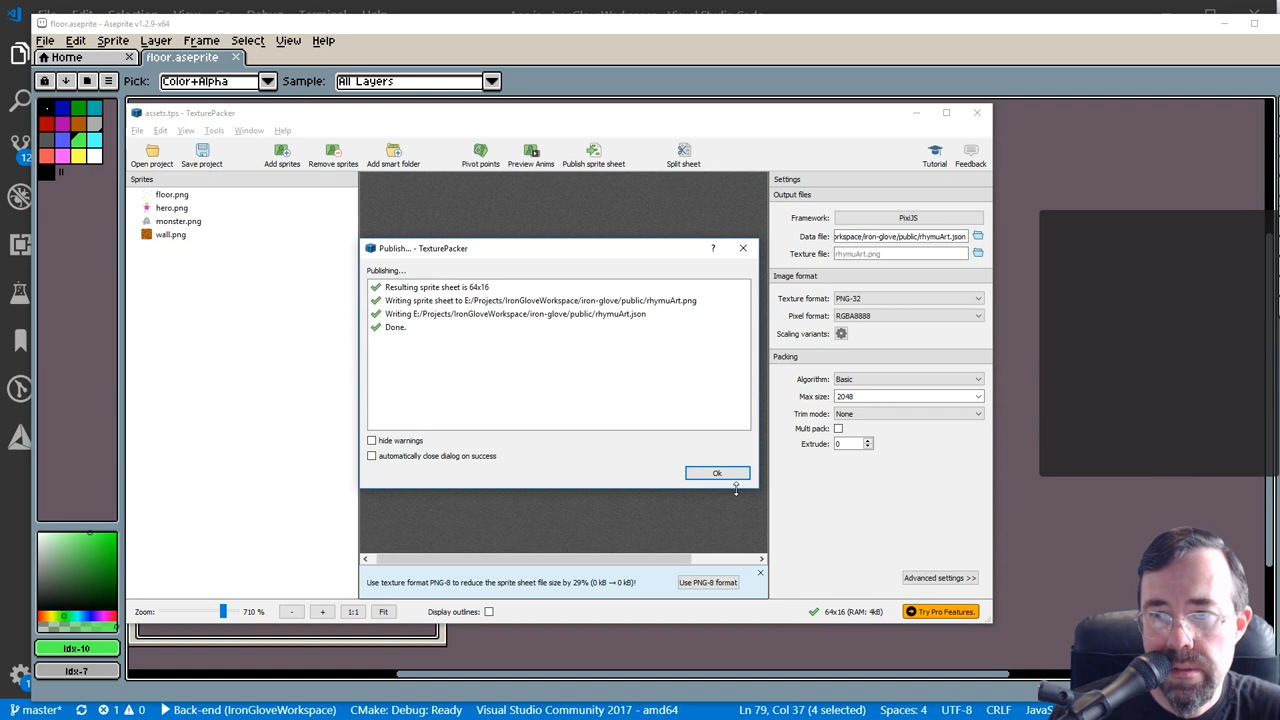 floor.aseprite - Aseprite v1.2.9-x64
File Edit Sprite Layer Frame Select View Help
Home floor.aseprite
Pick: Color+Alpha Sample: All Layers
assets.tps - TexturePacker
File Edit View Tools Window Help
Open project Save project Add sprites Remove sprites Add smart folder Pivot points Preview Anims Publish sprite sheet Split sheet Tutorial Feedback
Sprites
floor.png
hero.png
monster.png
wall.png
Publish... - TexturePacker ?
Publishing...
Resulting sprite sheet is 64x16
Writing sprite sheet to E:/Projects/IronGloveWorkspace/iron-glove/public/rhymuArt.png
Writing E:/Projects/IronGloveWorkspace/iron-glove/public/rhymuArt.json
Done.
hide warnings
automatically close dialog on success
Ok
Settings
Output files
Framework: PixiJS
Data file: rkspace/iron-glove/public/rhymuArt.json
Texture file: rhymuArt.png
Image format
Texture format: PNG-32
Pixel format: RGBA8888
Scaling variants:
Packing
Algorithm: Basic
Max size: 2048
Trim mode: None
Multi pack:
Extrude: 0
Advanced settings >>
Use texture format PNG-8 to reduce the sprite sheet file size by 29% (0 kB → 0 kB)! Use PNG-8 format
Zoom: 710 % - + 1:1 Fit Display outlines: 64x16 (RAM: 4kB) Try Pro Features.
Idx-10
Idx-7
12
1
master* 1 0 Back-end (IronGloveWorkspace) CMake: Debug: Ready Visual Studio Community 2017 - amd64 Ln 79, Col 37 (4 selected) Spaces: 4 UTF-8 CRLF